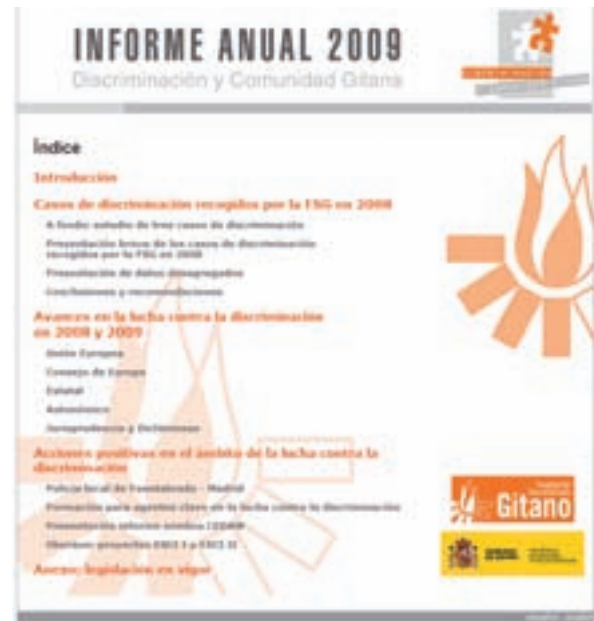 INFORME ANUAL 2009
Discriminación y Comunidad Gitana
Índice
Introducción
Casos de discriminación recogidos por la FSG en 2008
A fondo: estudio de tres casos de discriminación
Presentación breve de los casos de discriminación
recogidos por la FSG en 2008
Presentación de datos desagregados
Conclusiones y recomendaciones
Avances en la lucha contra la discriminación
en 2008 y 2009
Unión Europea
Consejo de Europa
Estatal
Autonómico
Jurisprudencia y Dictámenes
Acciones positivas en el ámbito de la lucha contra la
discriminación
Policía local de Fuenlabrada - Madrid
Formación para agentes clave en la lucha contra la discriminación
Presentación informe
proyectos ESCI I y ESCI II
Anexo: legislación en vigor
Gitano